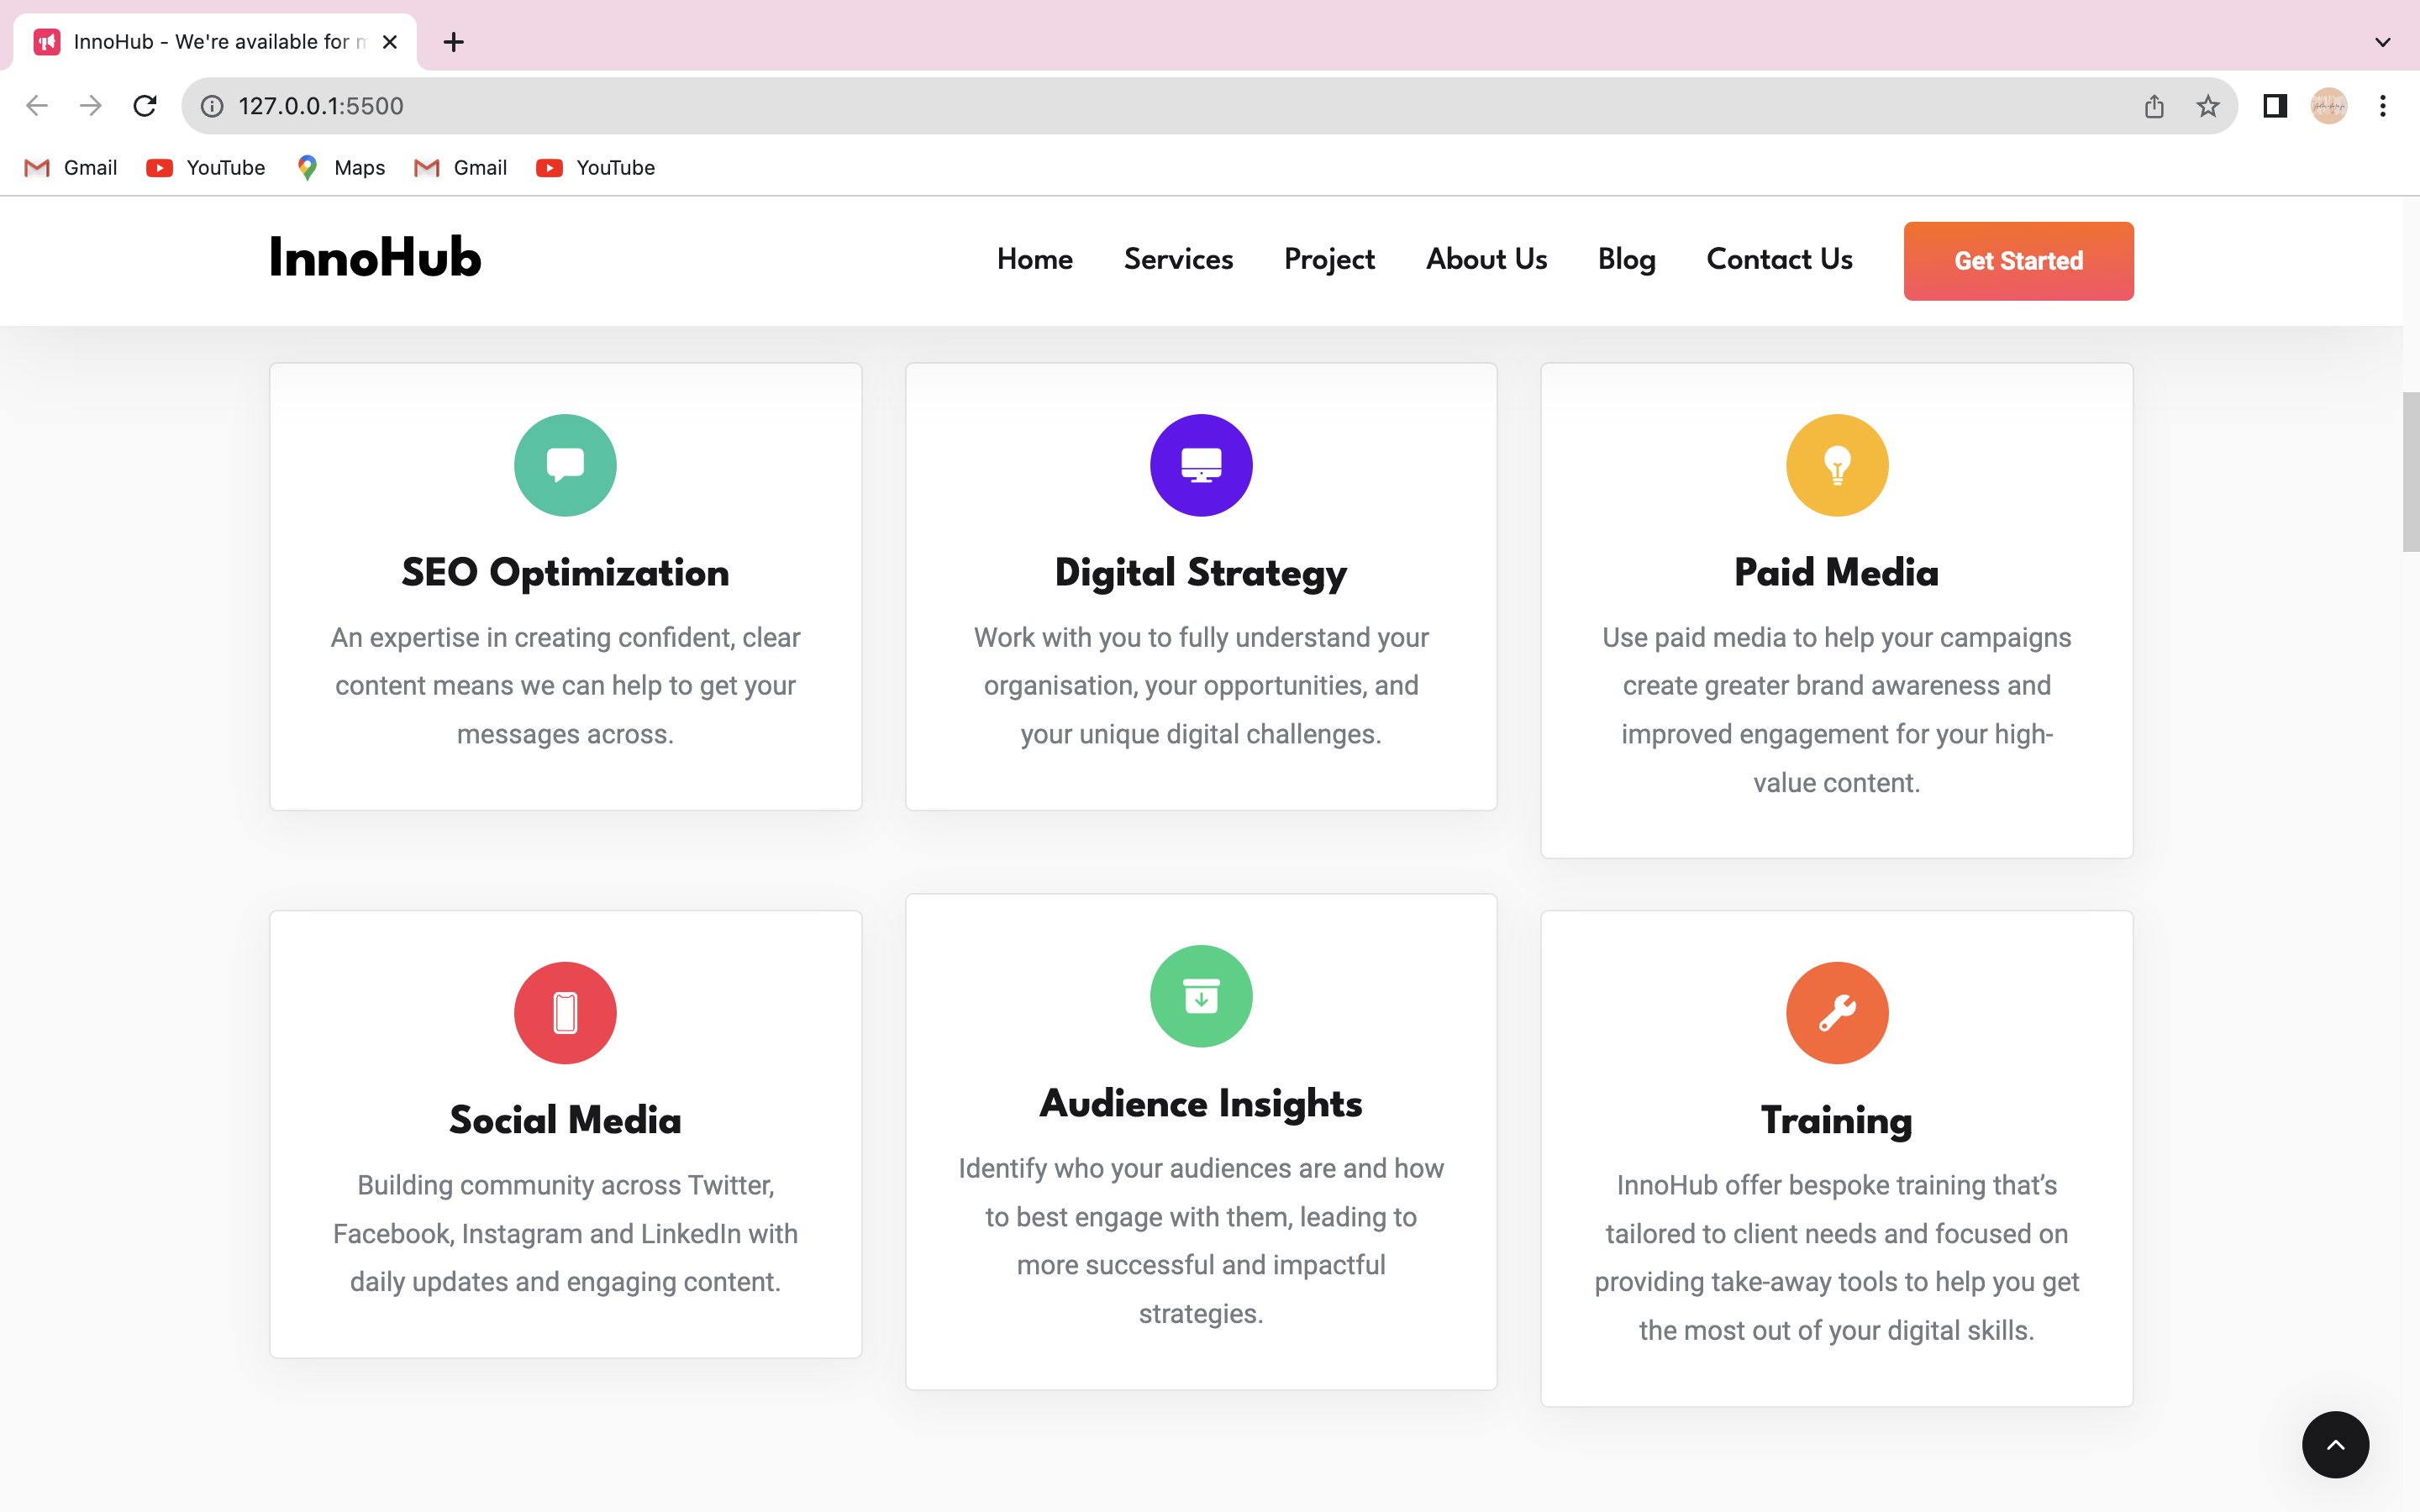 InnoHub - We're available for
127.0.0.1:5500
Gmail YouTube Maps Gmail YouTube
InnoHub Home Services Project About Us Blog Contact Us Get Started
SEO Optimization
An expertise in creating confident, clear
content means we can help to get your
messages across.
Digital Strategy
Work with you to fully understand your
organisation, your opportunities, and
your unique digital challenges.
Paid Media
Use paid media to help your campaigns
create greater brand awareness and
improved engagement for your high-
value content.
Social Media
Building community across Twitter,
Facebook, Instagram and LinkedIn with
daily updates and engaging content.
Audience Insights
Identify who your audiences are and how
to best engage with them, leading to
more successful and impactful
strategies.
Training
InnoHub offer bespoke training that’s
tailored to client needs and focused on
providing take-away tools to help you get
the most out of your digital skills.